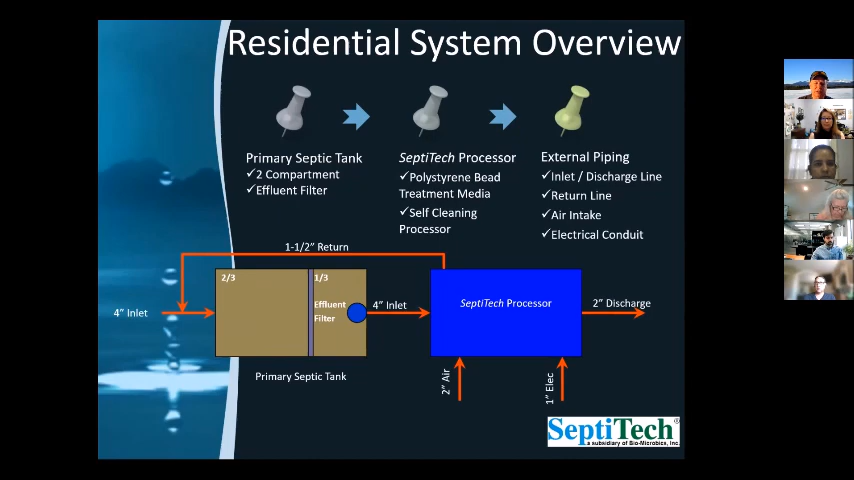 Residential System Overview
Primary Septic Tank
✓2 Compartment
✓Effluent Filter
SeptiTech Processor
✓Polystyrene Bead
Treatment Media
✓Self Cleaning
Processor
External Piping
✓Inlet / Discharge Line
✓Return Line
✓Air Intake
✓Electrical Conduit
1-1/2” Return
2/3
1/3
Effluent
Filter
4” Inlet
4” Inlet
SeptiTech Processor
2” Discharge
Primary Septic Tank
2” Air
1” Elec
SeptiTech®
a subsidiary of Bio-Microbics, Inc.